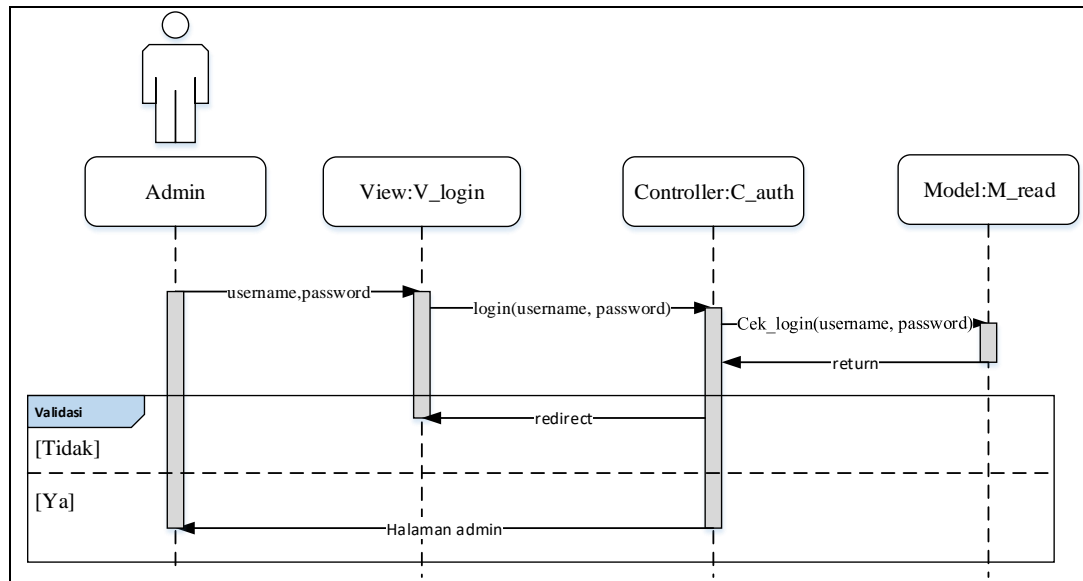 Admin
View:V_login
Controller:C_auth
Model:M_read
username,password
login(username, password)
Cek_login(username, password)
return
Validasi
redirect
[Tidak]
[Ya]
Halaman admin